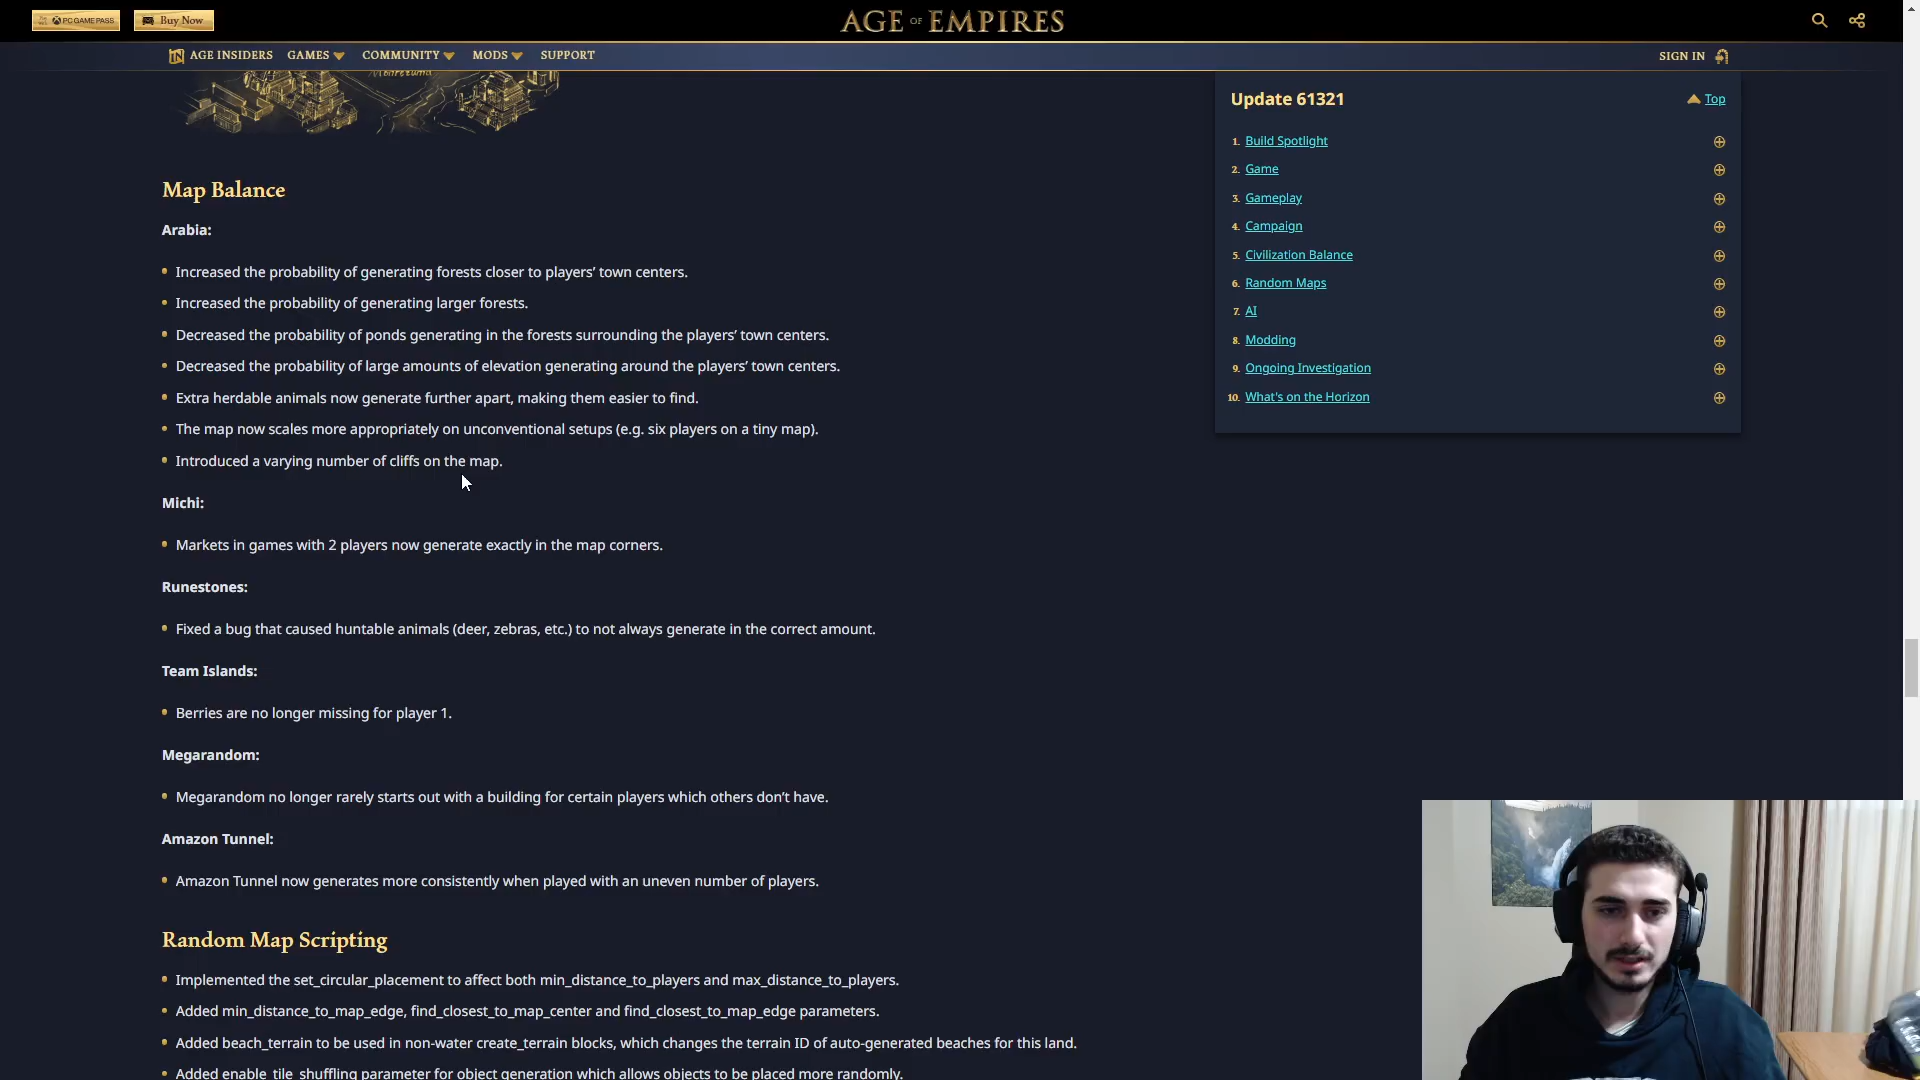 PC GAME PASS
Buy Now
AGE OF EMPIRES
AGE INSIDERS
GAMES
COMMUNITY
MODS
SUPPORT
SIGN IN
Montezuma
Map Balance
Arabia:
Increased the probability of generating forests closer to players’ town centers.
Increased the probability of generating larger forests.
Decreased the probability of ponds generating in the forests surrounding the players’ town centers.
Decreased the probability of large amounts of elevation generating around the players’ town centers.
Extra herdable animals now generate further apart, making them easier to find.
The map now scales more appropriately on unconventional setups (e.g. six players on a tiny map).
Introduced a varying number of cliffs on the map.
Michi:
Markets in games with 2 players now generate exactly in the map corners.
Runestones:
Fixed a bug that caused huntable animals (deer, zebras, etc.) to not always generate in the correct amount.
Team Islands:
Berries are no longer missing for player 1.
Megarandom:
Megarandom no longer rarely starts out with a building for certain players which others don’t have.
Amazon Tunnel:
Amazon Tunnel now generates more consistently when played with an uneven number of players.
Random Map Scripting
Implemented the set_circular_placement to affect both min_distance_to_players and max_distance_to_players.
Added min_distance_to_map_edge, find_closest_to_map_center and find_closest_to_map_edge parameters.
Added beach_terrain to be used in non-water create_terrain blocks, which changes the terrain ID of auto-generated beaches for this land.
Added enable_tile_shuffling parameter for object generation which allows objects to be placed more randomly.
Update 61321
Top
1. Build Spotlight
2. Game
3. Gameplay
4. Campaign
5. Civilization Balance
6. Random Maps
7. AI
8. Modding
9. Ongoing Investigation
10. What's on the Horizon